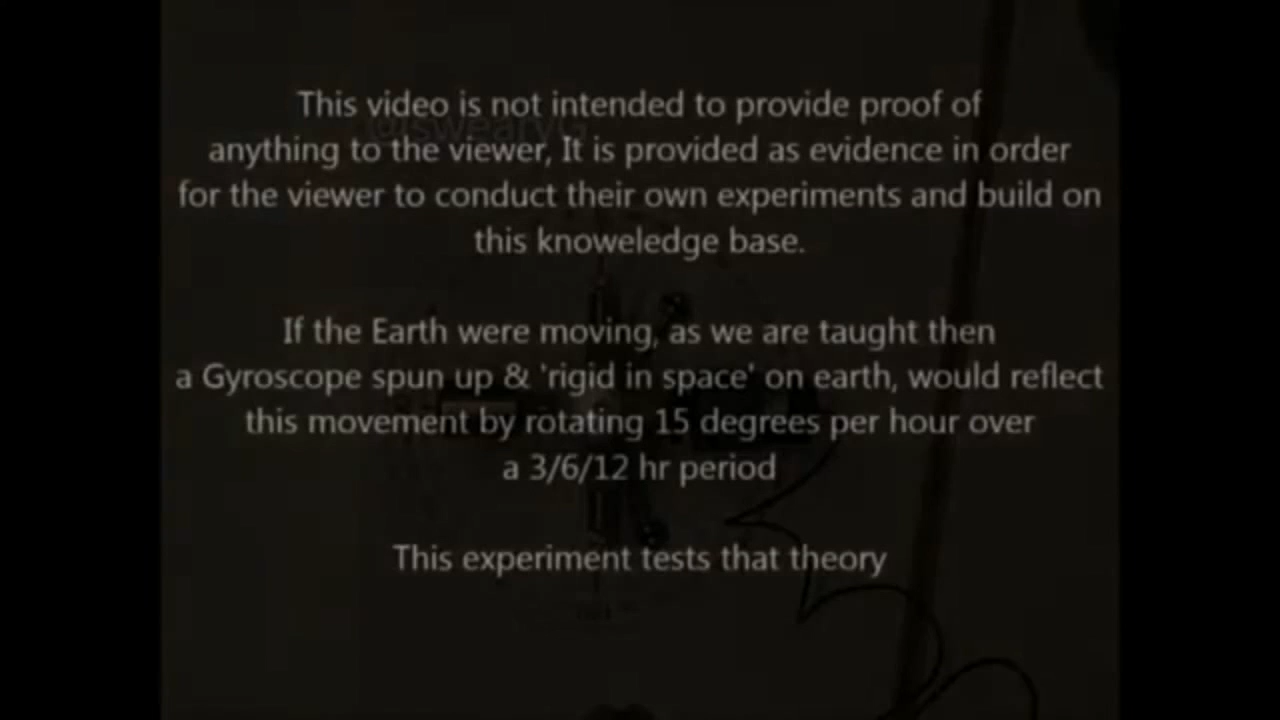 This video is not intended to provide proof of
anything to the viewer, It is provided as evidence in order
for the viewer to conduct their own experiments and build on
this knoweledge base.
If the Earth were moving, as we are taught then
a Gyroscope spun up & 'rigid in space' on earth, would reflect
this movement by rotating 15 degrees per hour over
a 3/6/12 hr period
This experiment tests that theory